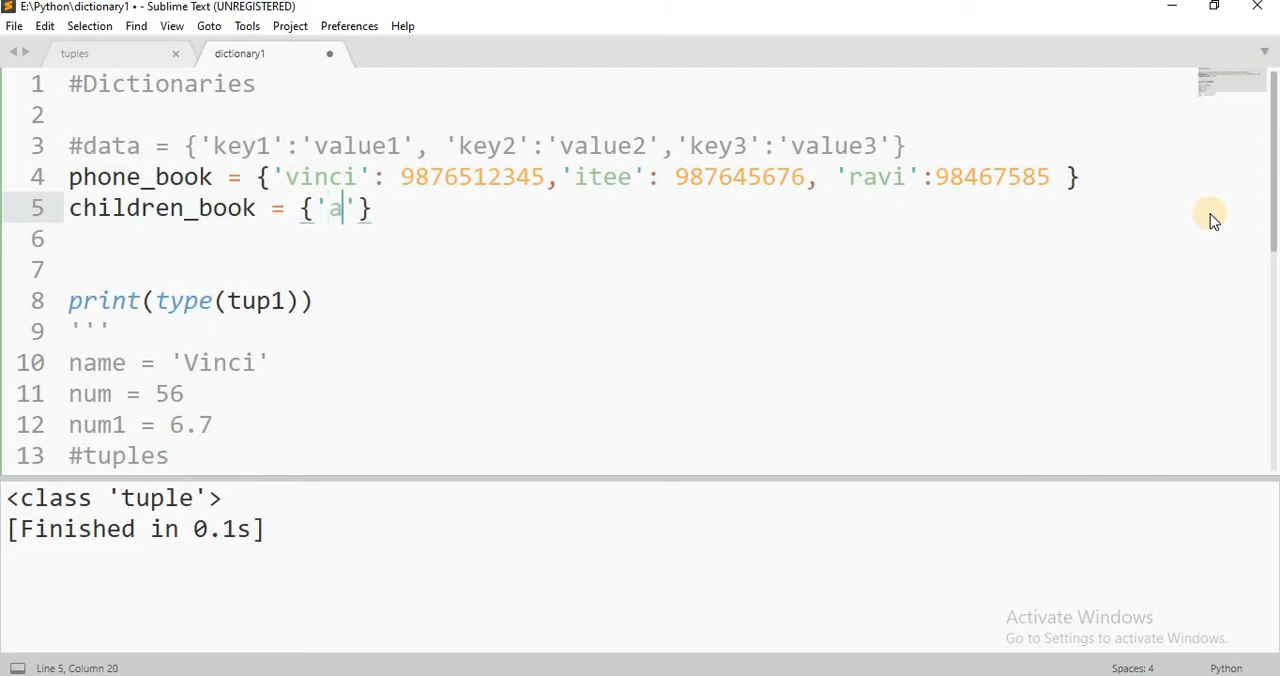 E:\Python\dictionary1 • - Sublime Text (UNREGISTERED)
File Edit Selection Find View Goto Tools Project Preferences Help
tuples dictionary1
1 #Dictionaries
2
3 #data = {'key1':'value1', 'key2':'value2','key3':'value3'}
4 phone_book = {'vinci': 9876512345,'itee': 987645676, 'ravi':98467585 }
5 children_book = {'a'}
6
7
8 print(type(tup1))
9 '''
10 name = 'Vinci'
11 num = 56
12 num1 = 6.7
13 #tuples
<class 'tuple'>
[Finished in 0.1s]
Activate Windows
Go to Settings to activate Windows.
Line 5, Column 20 Spaces: 4 Python